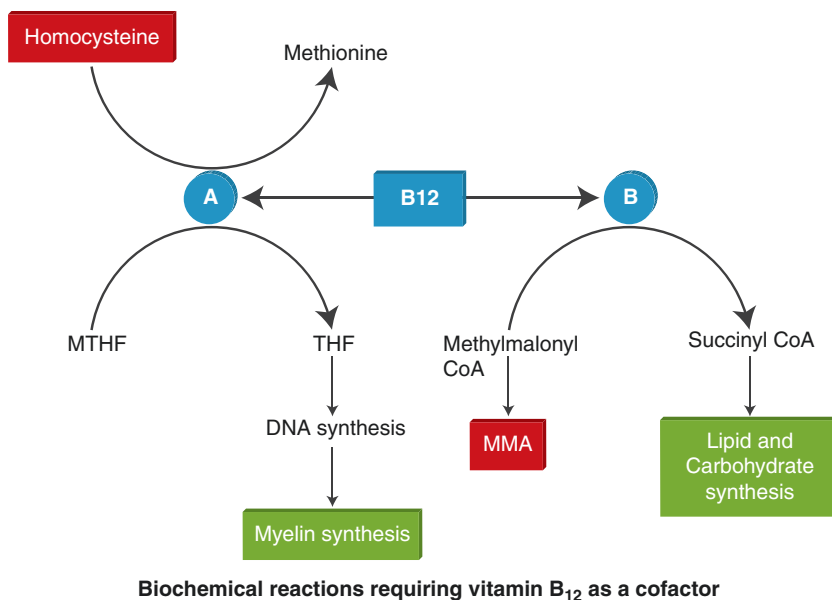 Homocysteine
Methionine
A
B12
B
MTHF
THF
Methylmalonyl
CoA
Succinyl CoA
DNA synthesis
MMA
Lipid and
Carbohydrate
synthesis
Myelin synthesis
Biochemical reactions requiring vitamin B₁₂ as a cofactor